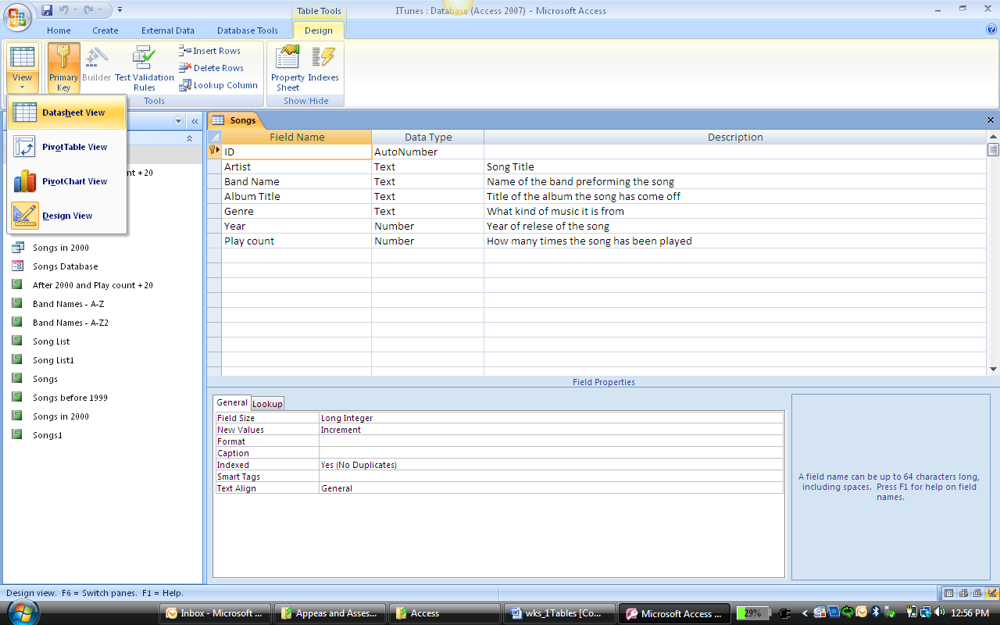 Table Tools
ITunes : Database (Access 2007) - Microsoft Access
Home
Create
External Data
Database Tools
Design
View
Primary Key
Builder
Test Validation Rules
Insert Rows
Delete Rows
Lookup Column
Property Sheet
Indexes
Tools
Show/Hide
Datasheet View
PivotTable View
PivotChart View
Design View
nt +20
Songs in 2000
Songs Database
After 2000 and Play count +20
Band Names - A-Z
Band Names - A-Z2
Song List
Song List1
Songs
Songs before 1999
Songs in 2000
Songs1
Songs
Field Name Data Type Description
ID AutoNumber
Artist Text Song Title
Band Name Text Name of the band preforming the song
Album Title Text Title of the album the song has come off
Genre Text What kind of music it is from
Year Number Year of relese of the song
Play count Number How many times the song has been played
Field Properties
General Lookup
Field Size Long Integer
New Values Increment
Format
Caption
Indexed Yes (No Duplicates)
Smart Tags
Text Align General
A field name can be up to 64 characters long,
including spaces. Press F1 for help on field
names.
Design view. F6 = Switch panes. F1 = Help.
Inbox - Microsoft ...
Appeas and Asses...
Access
wks_1Tables [Co...
Microsoft Access ...
29%
12:56 PM